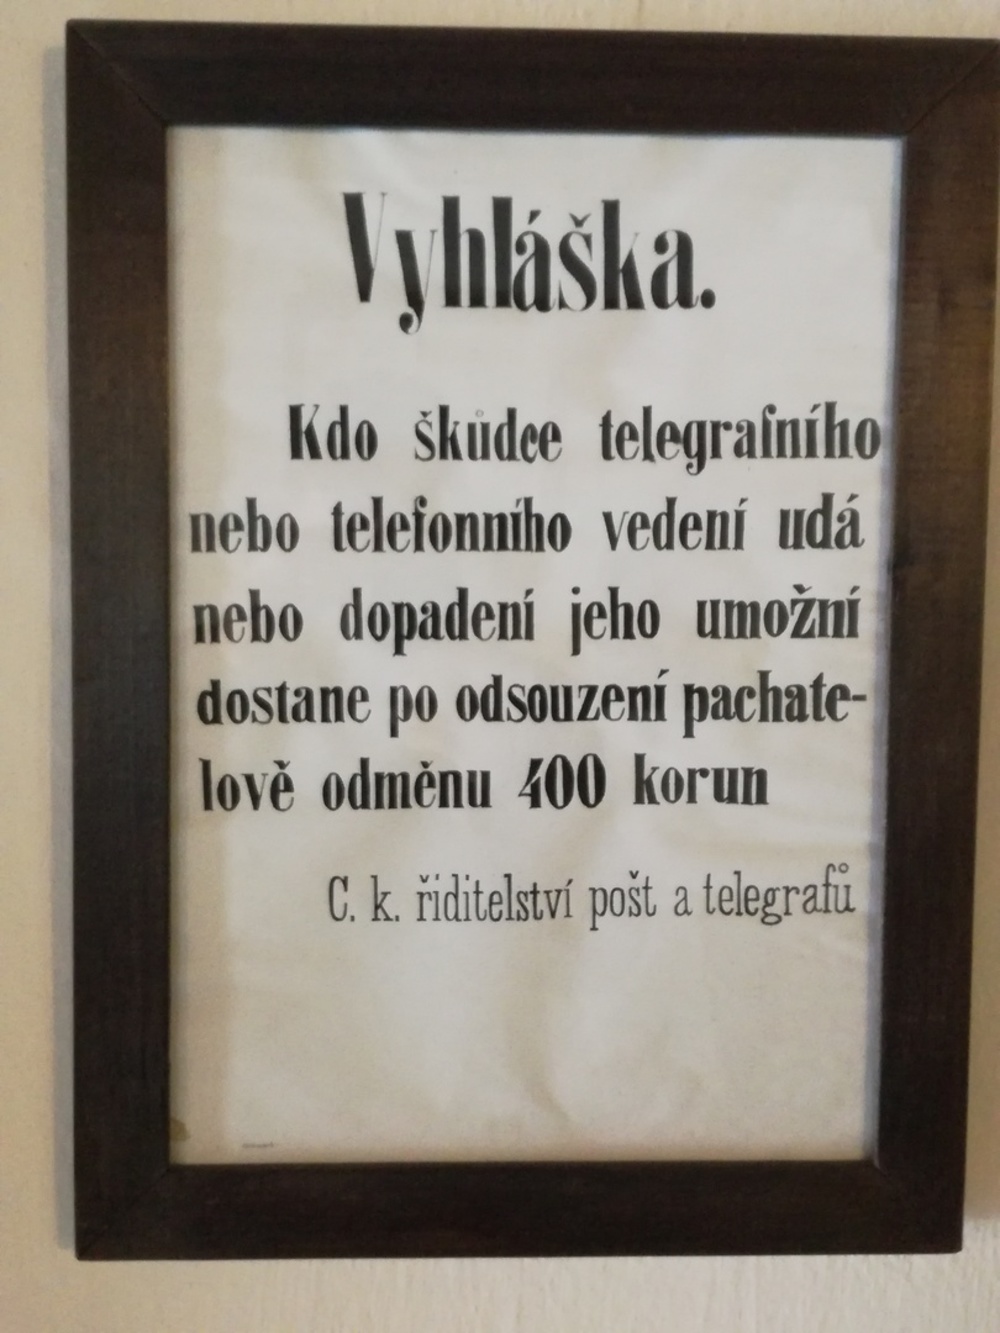 Vyhláška.
Kdo škůdce telegrafního
nebo telefonního vedení udá
nebo dopadení jeho umožní
dostane po odsouzení pachate-
lově odměnu 400 korun
C. k. řiditelství pošt a telegrafů